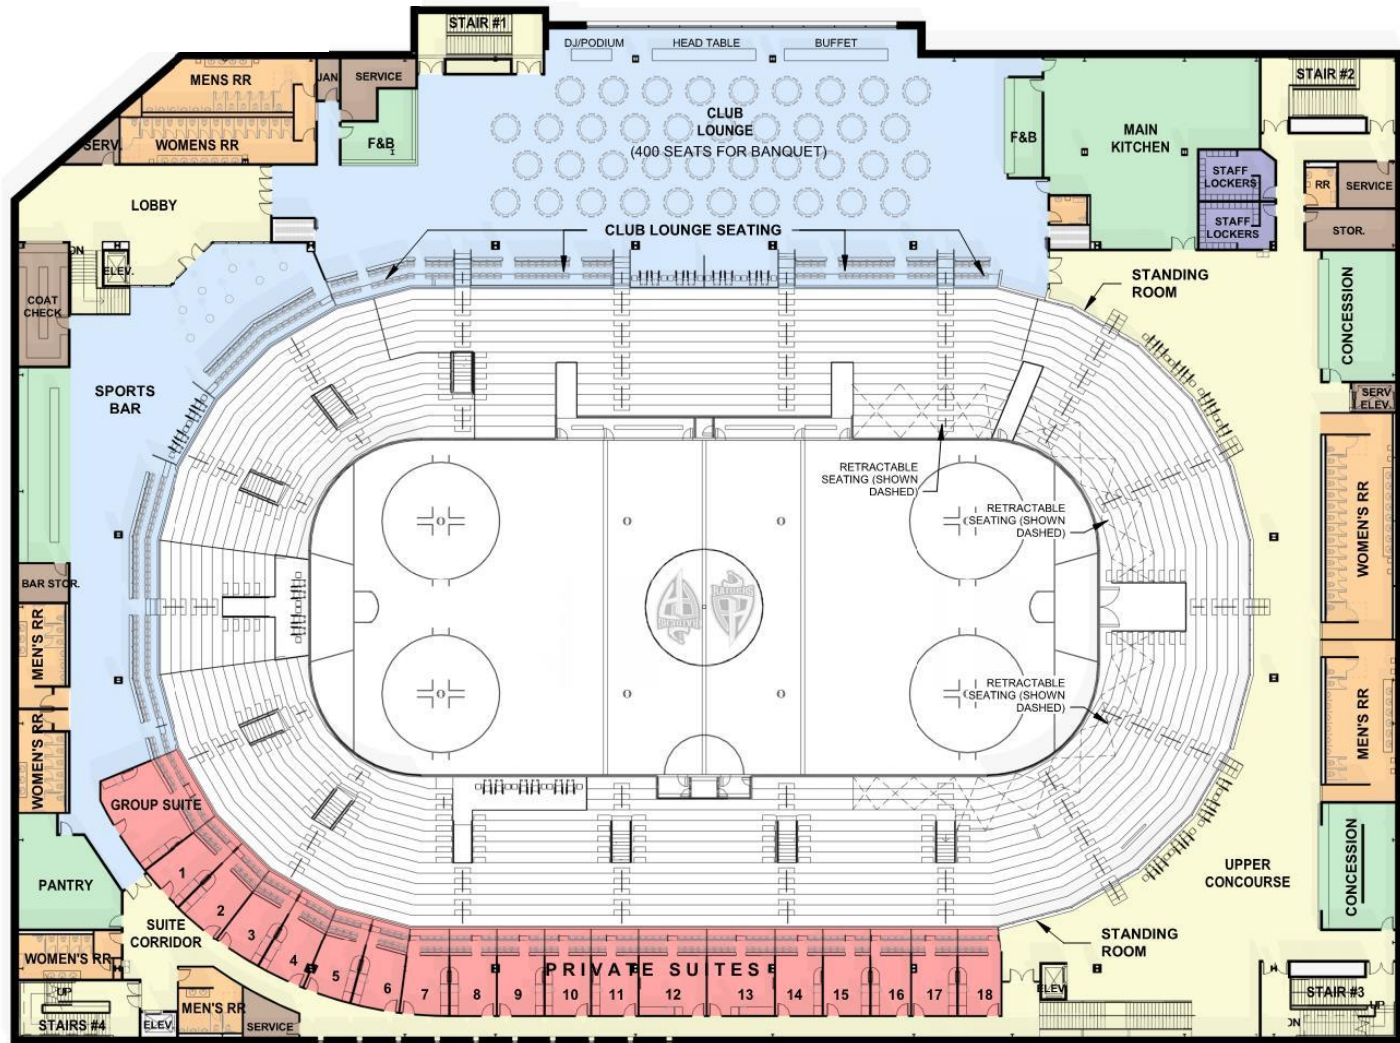 STAIR #1
DJ/PODIUM
HEAD TABLE
BUFFET
MENS RR
JAN
SERVICE
STAIR #2
CLUB
LOUNGE
(400 SEATS FOR BANQUET)
F&B
F&B
MAIN
KITCHEN
SERV.
WOMENS RR
STAFF
LOCKERS
RR
SERVICE
LOBBY
STAFF
LOCKERS
STOR.
CLUB LOUNGE SEATING
ELEV.
STANDING
ROOM
COAT
CHECK
CONCESSION
SPORTS
BAR
SERV
ELEV.
RETRACTABLE
SEATING (SHOWN
DASHED)
RETRACTABLE
SEATING (SHOWN
DASHED)
WOMEN'S RR
BAR STOR.
RAIDERS
MEN'S RR
RETRACTABLE
SEATING (SHOWN
DASHED)
MEN'S RR
WOMEN'S RR
GROUP SUITE
UPPER
CONCOURSE
CONCESSION
PANTRY
1
2
3
4
5
6
7
8
9
10
11
12
13
14
15
16
17
18
PRIVATE SUITES
SUITE
CORRIDOR
STANDING
ROOM
WOMEN'S RR
UP
STAIRS #4
ELEV.
MEN'S RR
SERVICE
ELEV
STAIR #3
UP
DN